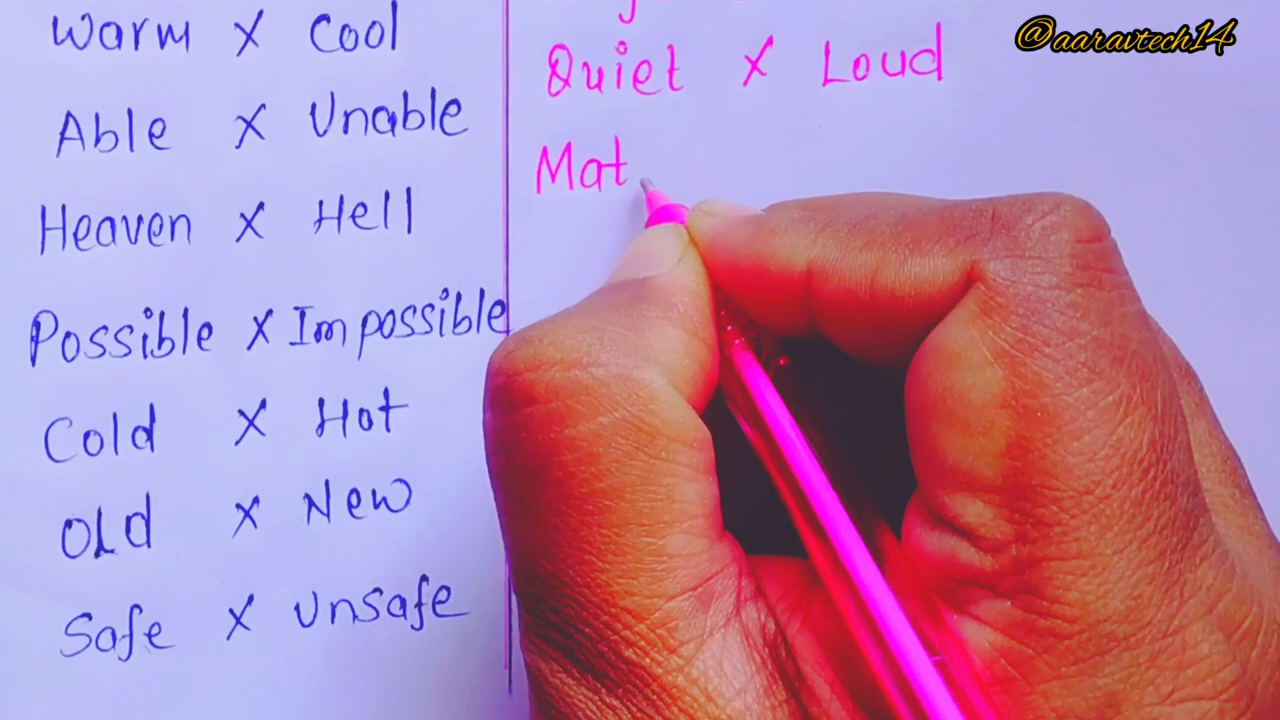 Warm X Cool
Able X Unable
Heaven X Hell
Possible X Impossible
Cold X Hot
OLd X New
Safe X Unsafe
Quiet X Loud
Mat
@aaravtech14